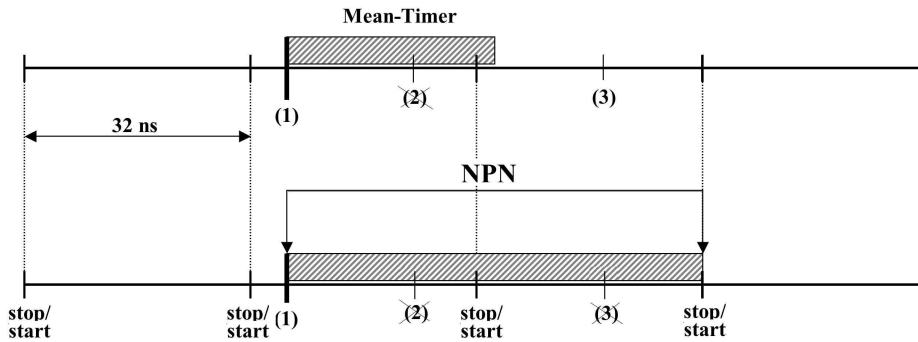 Mean-Timer
(1)
(2)
(3)
32 ns
NPN
stop/
start
stop/
start
(1)
(2)
stop/
start
(3)
stop/
start